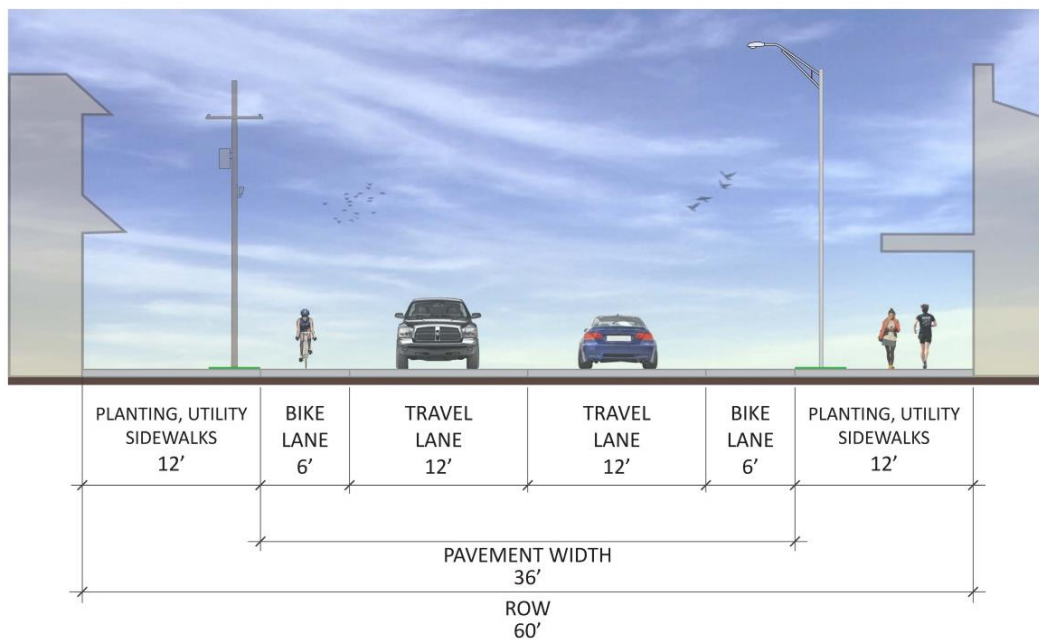 PLANTING, UTILITY
SIDEWALKS
12’
BIKE
LANE
6’
TRAVEL
LANE
12’
TRAVEL
LANE
12’
BIKE
LANE
6’
PLANTING, UTILITY
SIDEWALKS
12’
PAVEMENT WIDTH
36’
ROW
60’